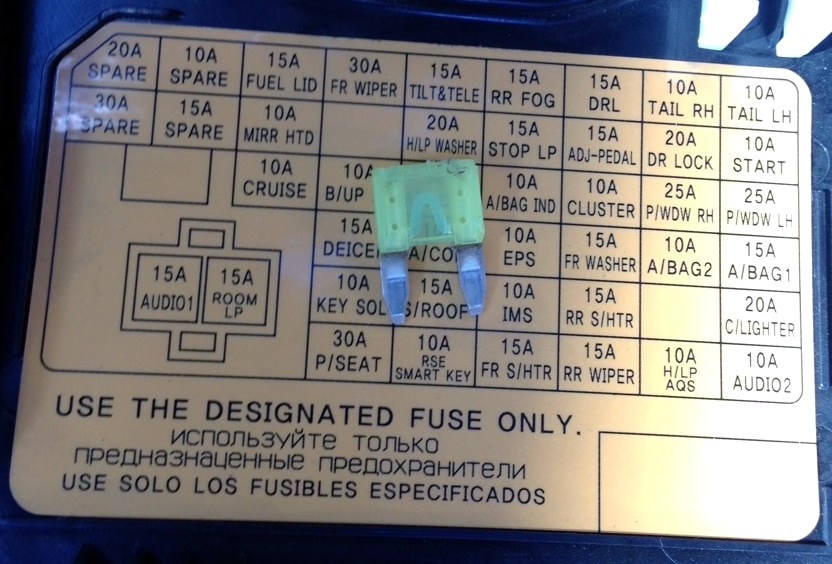 20A 10A 15A 30A 15A 15A 15A 10A 10A
SPARE SPARE FUEL LID FR WIPER TILT&TELE RR FOG DRL TAIL RH TAIL LH
30A 15A 10A 20A 15A 15A 20A 10A
SPARE SPARE MIRR HTD H/LP WASHER STOP LP ADJ-PEDAL DR LOCK START
10A 10A 10A 10A 25A 25A
CRUISE B/UP A/BAG IND CLUSTER P/WDW RH P/WDW LH
15A 10A 15A 10A 15A
EPS FR WASHER A/BAG2 A/BAG1
15A 15A
AUDIO1 ROOM
LP
10A 15A 10A 15A 20A
KEY SOL S/ROOF IMS RR S/HTR C/LIGHTER
30A 10A 15A 15A 10A 10A
P/SEAT RSE FR S/HTR RR WIPER H/LP AUDIO2
SMART KEY AQS
USE THE DESIGNATED FUSE ONLY.
используйте только
предназнаценные предохранители
USE SOLO LOS FUSIBLES ESPECIFICADOS